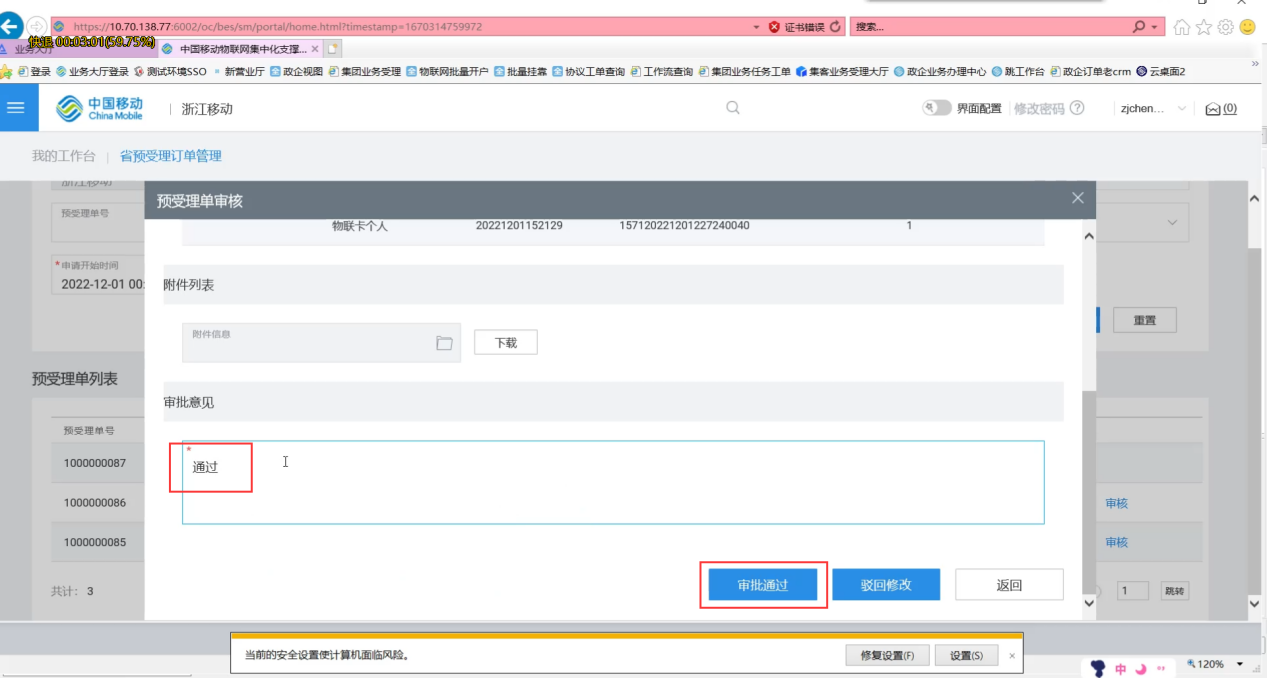 https://10.70.138.77:6002/oc/bes/sm/portal/home.html?timestamp=1670314759972
证书错误
搜索...
快退 00:03:01(59.75%)
业务大厅
中国移动物联网集中化支撑...
登录 业务大厅登录 测试环境SSO 新营业厅 政企视图 集团业务受理 物联网批量开户 批量挂靠 协议工单查询 工作流查询 集团业务任务工单 集客业务受理大厅 政企业务办理中心 跳工作台 政企订单老crm 云桌面2
中国移动
China Mobile
浙江移动
界面配置
修改密码
zjchen...
(0)
我的工作台 | 省预受理订单管理
浙江移动
预受理单审核
预受理单号
物联卡个人 20221201152129 157120221201227240040 1
*申请开始时间
2022-12-01 00:
附件列表
附件信息
下载
重置
预受理单列表
审批意见
预受理单号
*
通过
1000000087
1000000086
审核
1000000085
审核
审批通过
驳回修改
返回
共计： 3
1
跳转
当前的安全设置使计算机面临风险。
修复设置(F)
设置(S)
中
120%